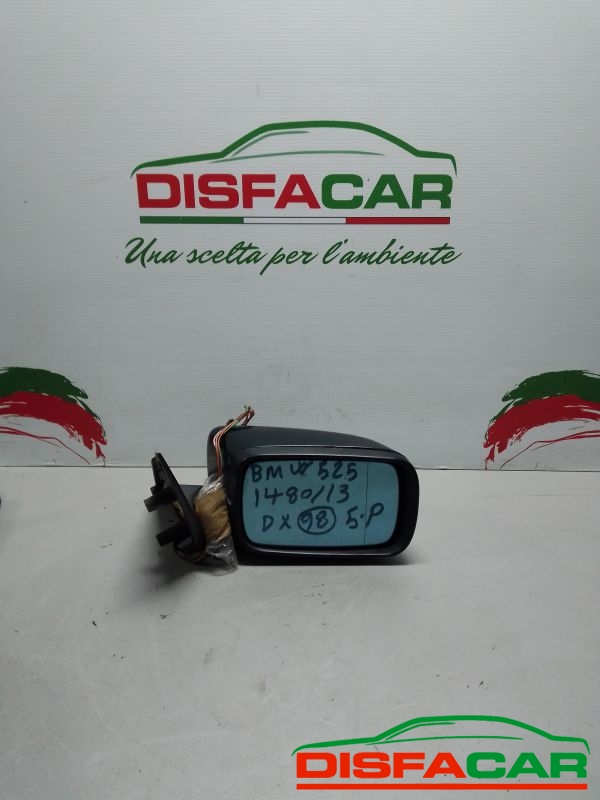 DISFACAR
Una scelta per l'ambiente
BMW 525
1480/13
DX 98 5.P
DISFACAR